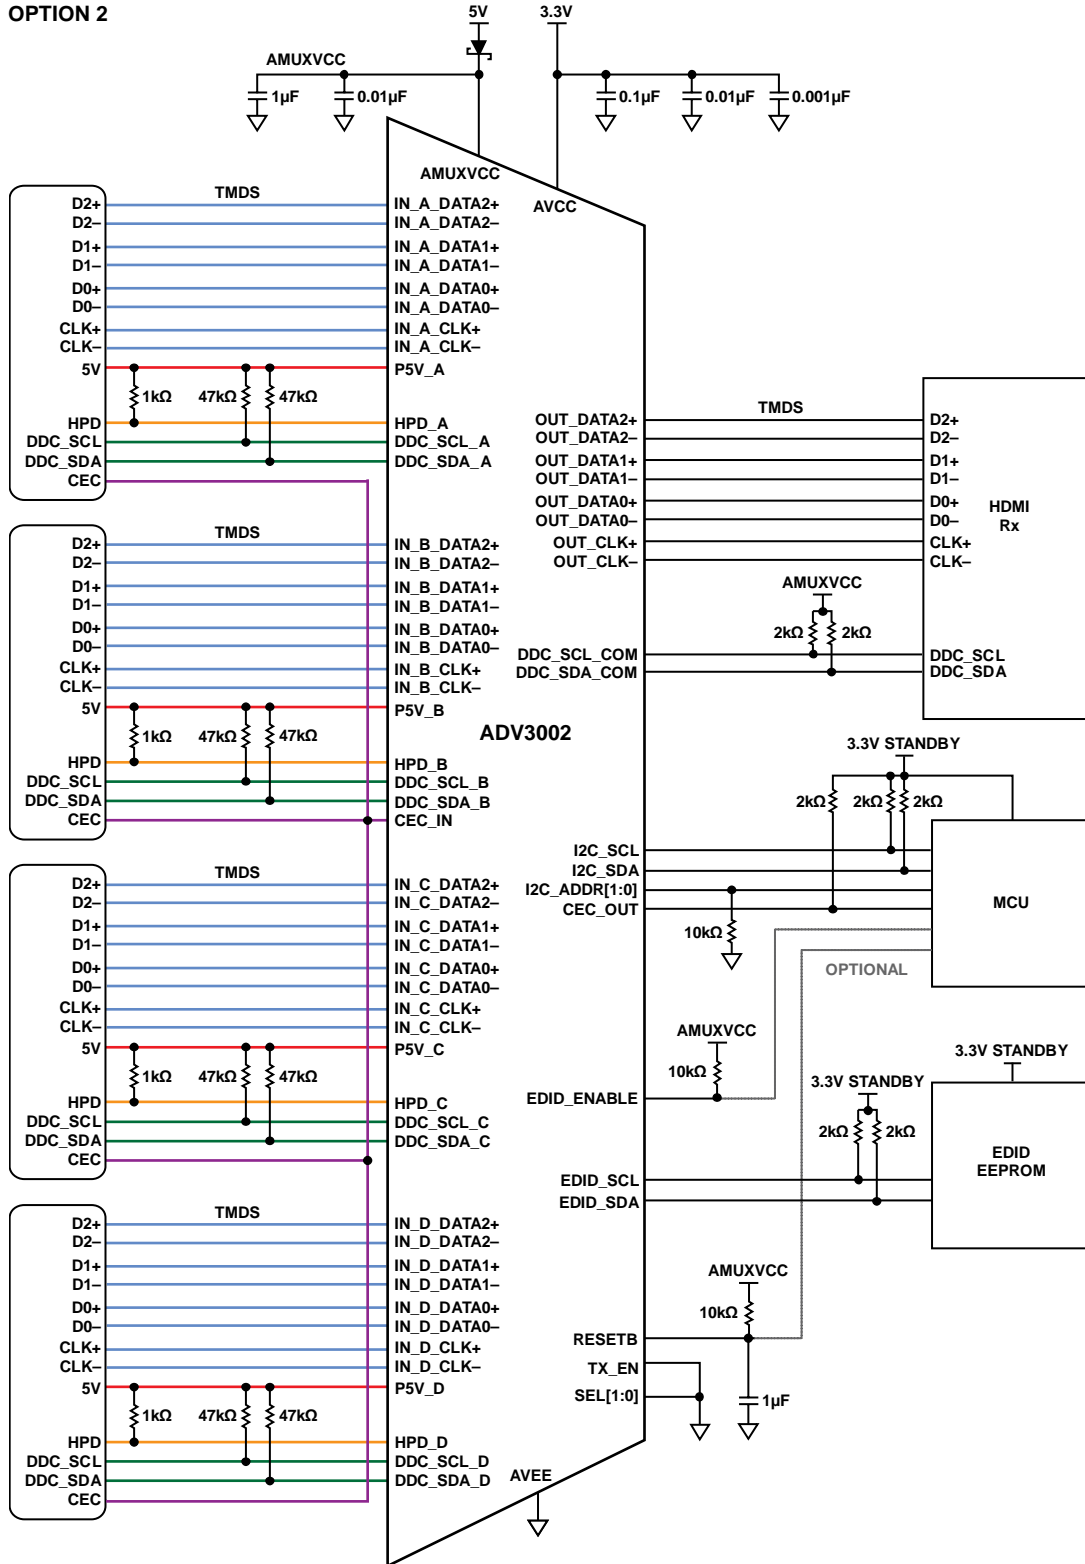 OPTION 2
5V
3.3V
AMUXVCC
1µF
0.01µF
0.1µF
0.01µF
0.001µF
AMUXVCC
AVCC
TMDS
D2+
D2–
D1+
D1–
D0+
D0–
CLK+
CLK–
5V
1kΩ
47kΩ
47kΩ
HPD
DDC_SCL
DDC_SDA
CEC
IN_A_DATA2+
IN_A_DATA2–
IN_A_DATA1+
IN_A_DATA1–
IN_A_DATA0+
IN_A_DATA0–
IN_A_CLK+
IN_A_CLK–
P5V_A
HPD_A
DDC_SCL_A
DDC_SDA_A
TMDS
D2+
D2–
D1+
D1–
D0+
D0–
CLK+
CLK–
5V
1kΩ
47kΩ
47kΩ
HPD
DDC_SCL
DDC_SDA
CEC
IN_B_DATA2+
IN_B_DATA2–
IN_B_DATA1+
IN_B_DATA1–
IN_B_DATA0+
IN_B_DATA0–
IN_B_CLK+
IN_B_CLK–
P5V_B
HPD_B
DDC_SCL_B
DDC_SDA_B
CEC_IN
TMDS
D2+
D2–
D1+
D1–
D0+
D0–
CLK+
CLK–
5V
1kΩ
47kΩ
47kΩ
HPD
DDC_SCL
DDC_SDA
CEC
IN_C_DATA2+
IN_C_DATA2–
IN_C_DATA1+
IN_C_DATA1–
IN_C_DATA0+
IN_C_DATA0–
IN_C_CLK+
IN_C_CLK–
P5V_C
HPD_C
DDC_SCL_C
DDC_SDA_C
TMDS
D2+
D2–
D1+
D1–
D0+
D0–
CLK+
CLK–
5V
1kΩ
47kΩ
47kΩ
HPD
DDC_SCL
DDC_SDA
CEC
IN_D_DATA2+
IN_D_DATA2–
IN_D_DATA1+
IN_D_DATA1–
IN_D_DATA0+
IN_D_DATA0–
IN_D_CLK+
IN_D_CLK–
P5V_D
HPD_D
DDC_SCL_D
DDC_SDA_D
ADV3002
AVEE
OUT_DATA2+
OUT_DATA2–
OUT_DATA1+
OUT_DATA1–
OUT_DATA0+
OUT_DATA0–
OUT_CLK+
OUT_CLK–
TMDS
D2+
D2–
D1+
D1–
D0+
D0–
CLK+
CLK–
HDMI
Rx
AMUXVCC
2kΩ
2kΩ
DDC_SCL_COM
DDC_SDA_COM
DDC_SCL
DDC_SDA
3.3V STANDBY
2kΩ
2kΩ
2kΩ
I2C_SCL
I2C_SDA
I2C_ADDR[1:0]
CEC_OUT
MCU
10kΩ
OPTIONAL
AMUXVCC
10kΩ
EDID_ENABLE
3.3V STANDBY
3.3V STANDBY
2kΩ
2kΩ
EDID
EEPROM
EDID_SCL
EDID_SDA
AMUXVCC
10kΩ
RESETB
TX_EN
SEL[1:0]
1µF